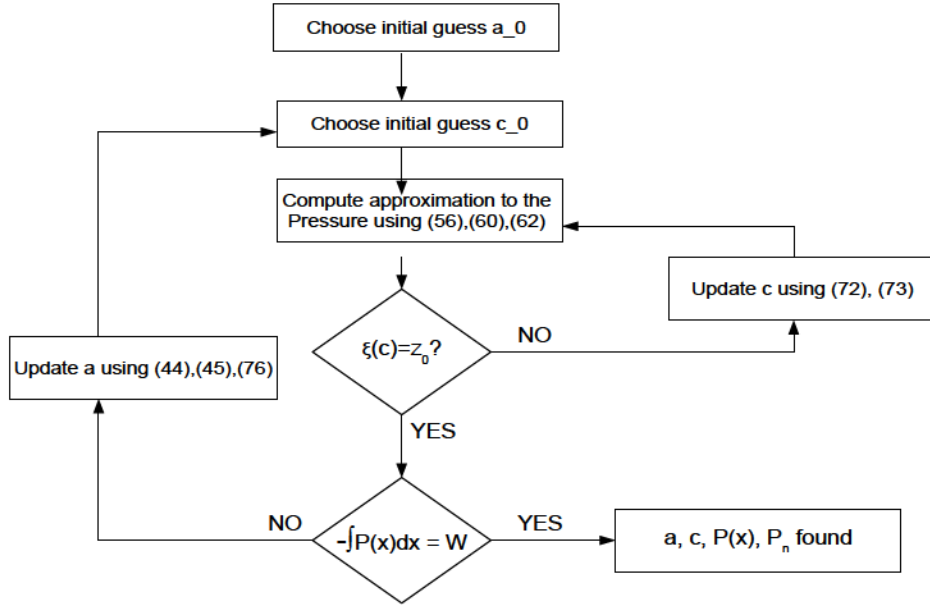 Choose initial guess a_0
Choose initial guess c_0
Compute approximation to the
Pressure using (56),(60),(62)
Update c using (72), (73)
ξ(c)=z₀?
NO
Update a using (44),(45),(76)
YES
NO
-∫P(x)dx = W
YES
a, c, P(x), Pₙ found